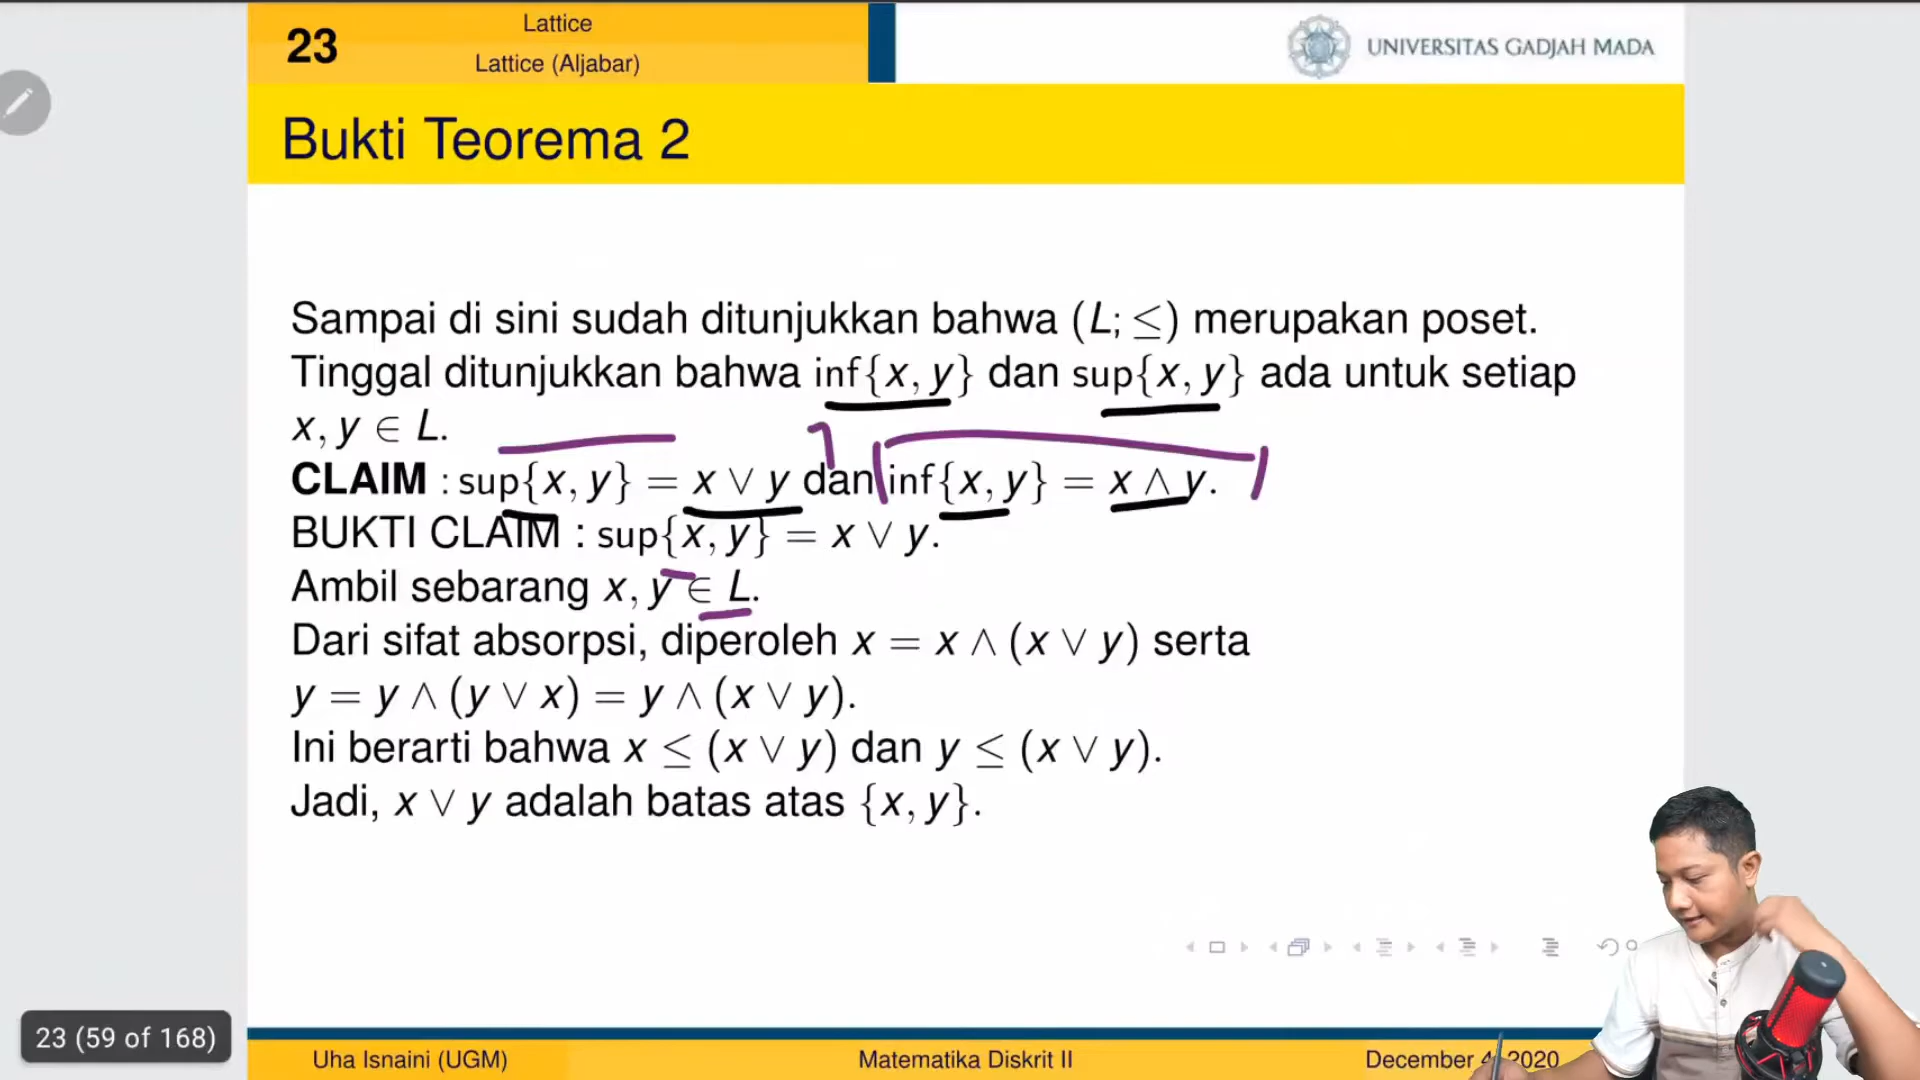 23
Lattice
Lattice (Aljabar)
UNIVERSITAS GADJAH MADA
Bukti Teorema 2
Sampai di sini sudah ditunjukkan bahwa (L; ≤) merupakan poset.
Tinggal ditunjukkan bahwa inf{x, y} dan sup{x, y} ada untuk setiap
x, y ∈ L.
CLAIM : sup{x, y} = x ∨ y dan inf{x, y} = x ∧ y.
BUKTI CLAIM : sup{x, y} = x ∨ y.
Ambil sebarang x, y ∈ L.
Dari sifat absorpsi, diperoleh x = x ∧ (x ∨ y) serta
y = y ∧ (y ∨ x) = y ∧ (x ∨ y).
Ini berarti bahwa x ≤ (x ∨ y) dan y ≤ (x ∨ y).
Jadi, x ∨ y adalah batas atas {x, y}.
23 (59 of 168)
Uha Isnaini (UGM)
Matematika Diskrit II
December 4, 2020